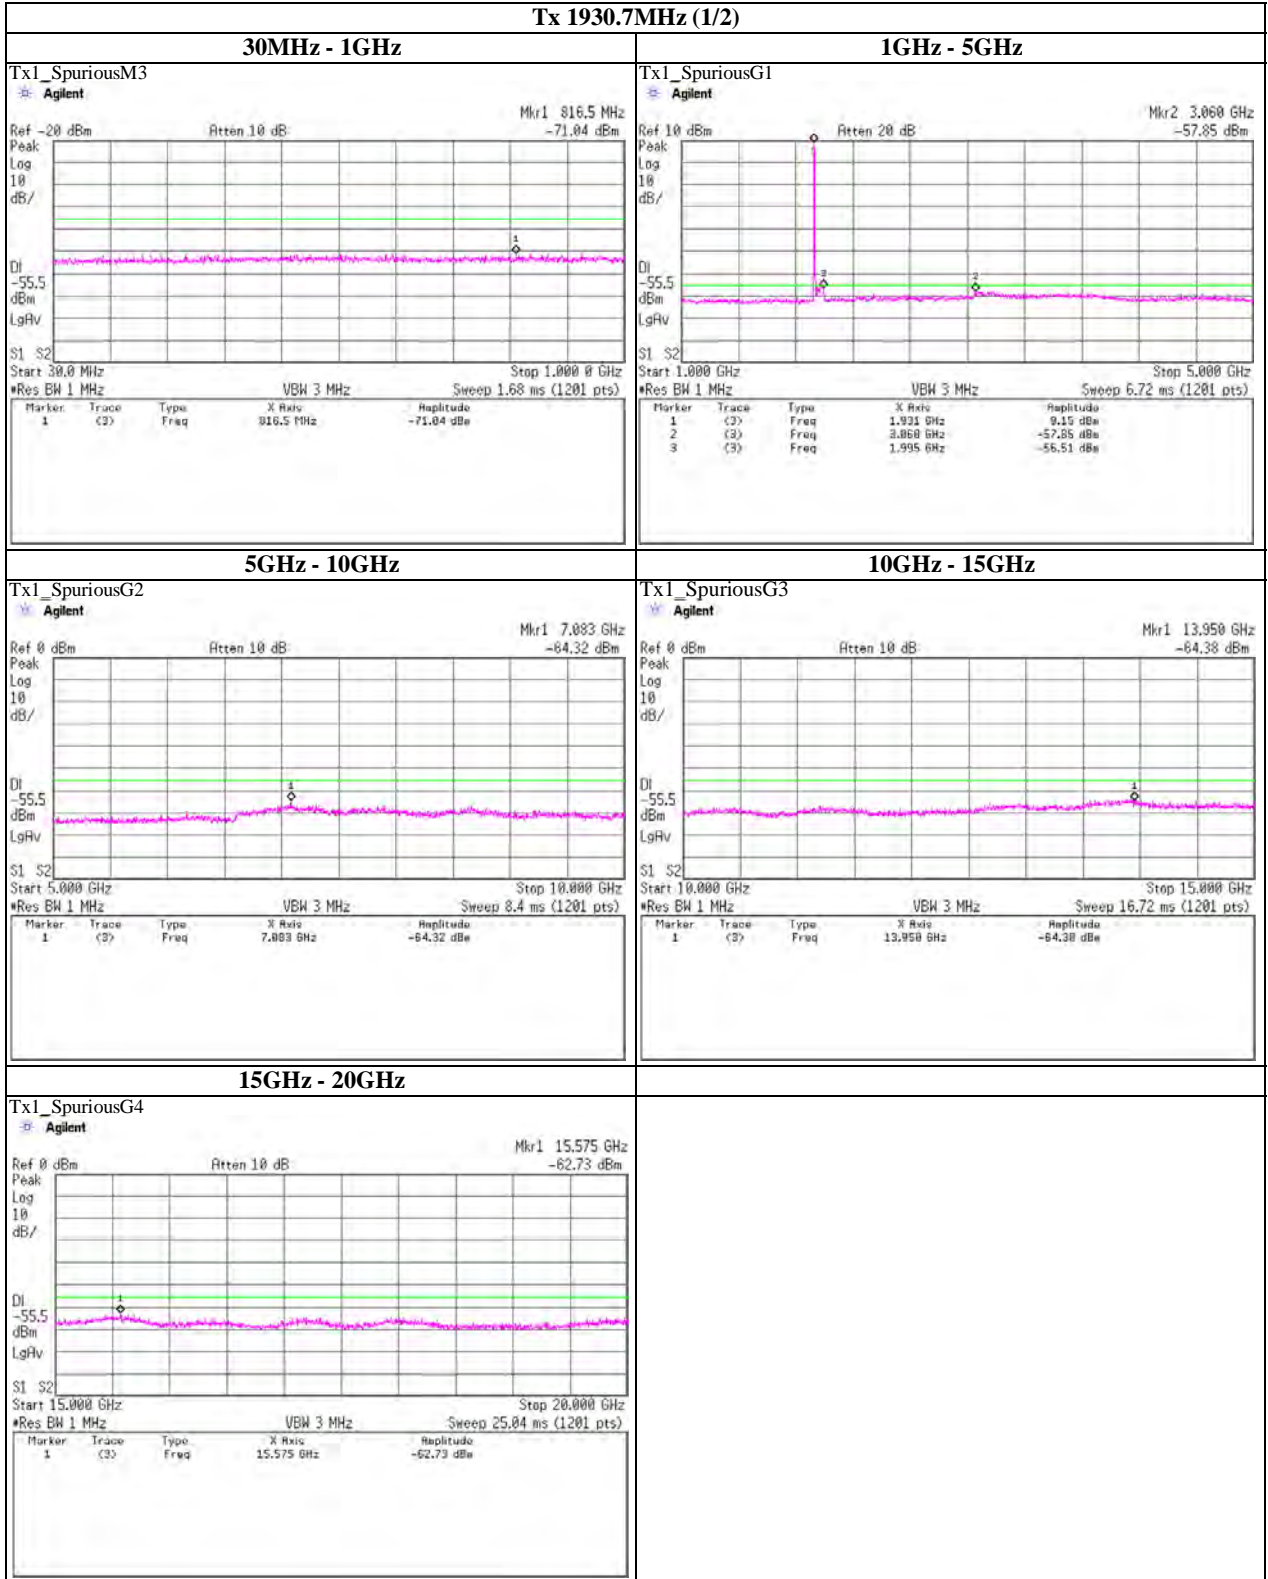 Tx 1930.7MHz (1/2)
30MHz - 1GHz
Tx1_SpuriousM3
Agilent
Mkr1 816.5 MHz
Ref -20 dBm Atten 10 dB -71.04 dBm
Peak
Log
10
dB/
1
DI
-55.5
dBm
LgAv
S1 S2
Start 30.0 MHz Stop 1.000 0 GHz
#Res BW 1 MHz VBW 3 MHz Sweep 1.68 ms (1201 pts)
Marker Trace Type X Axis Amplitude
1 (3) Freq 816.5 MHz -71.04 dBm
1GHz - 5GHz
Tx1_SpuriousG1
Agilent
Mkr2 3.060 GHz
Ref 10 dBm Atten 20 dB -57.85 dBm
Peak
Log
10
dB/
3 2
DI
-55.5
dBm
LgAv
S1 S2
Start 1.000 GHz Stop 5.000 GHz
#Res BW 1 MHz VBW 3 MHz Sweep 6.72 ms (1201 pts)
Marker Trace Type X Axis Amplitude
1 (3) Freq 1.931 GHz 9.15 dBm
2 (3) Freq 3.060 GHz -57.85 dBm
3 (3) Freq 1.995 GHz -56.51 dBm
5GHz - 10GHz
Tx1_SpuriousG2
Agilent
Mkr1 7.083 GHz
Ref 0 dBm Atten 10 dB -64.32 dBm
Peak
Log
10
dB/
1
DI
-55.5
dBm
LgAv
S1 S2
Start 5.000 GHz Stop 10.000 GHz
#Res BW 1 MHz VBW 3 MHz Sweep 8.4 ms (1201 pts)
Marker Trace Type X Axis Amplitude
1 (3) Freq 7.083 GHz -64.32 dBm
10GHz - 15GHz
Tx1_SpuriousG3
Agilent
Mkr1 13.950 GHz
Ref 0 dBm Atten 10 dB -64.38 dBm
Peak
Log
10
dB/
1
DI
-55.5
dBm
LgAv
S1 S2
Start 10.000 GHz Stop 15.000 GHz
#Res BW 1 MHz VBW 3 MHz Sweep 16.72 ms (1201 pts)
Marker Trace Type X Axis Amplitude
1 (3) Freq 13.950 GHz -64.38 dBm
15GHz - 20GHz
Tx1_SpuriousG4
Agilent
Mkr1 15.575 GHz
Ref 0 dBm Atten 10 dB -62.73 dBm
Peak
Log
10
dB/
1
DI
-55.5
dBm
LgAv
S1 S2
Start 15.000 GHz Stop 20.000 GHz
#Res BW 1 MHz VBW 3 MHz Sweep 25.04 ms (1201 pts)
Marker Trace Type X Axis Amplitude
1 (3) Freq 15.575 GHz -62.73 dBm